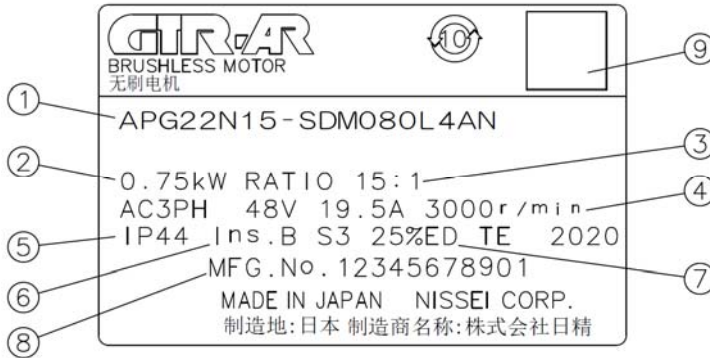 GTR-AR
10
BRUSHLESS MOTOR
无刷电机
⑨
①
APG22N15-SDM080L4AN
②
③
0.75kW RATIO 15:1
④
AC3PH 48V 19.5A 3000r/min
⑤
IP44 Ins.B S3 25%ED TE 2020
⑥
⑦
MFG.No.12345678901
MADE IN JAPAN NISSEI CORP.
⑧
制造地:日本 制造商名称:株式会社日精